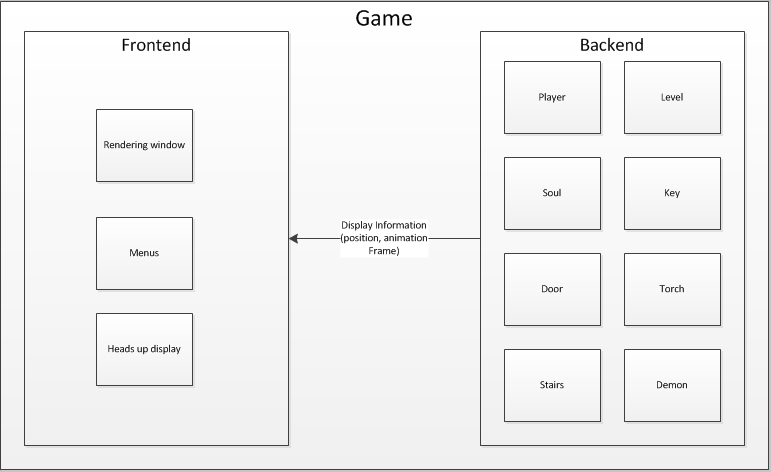 Game
Frontend
Rendering window
Menus
Heads up display
Display Information
(position, animation
Frame)
Backend
Player
Level
Soul
Key
Door
Torch
Stairs
Demon